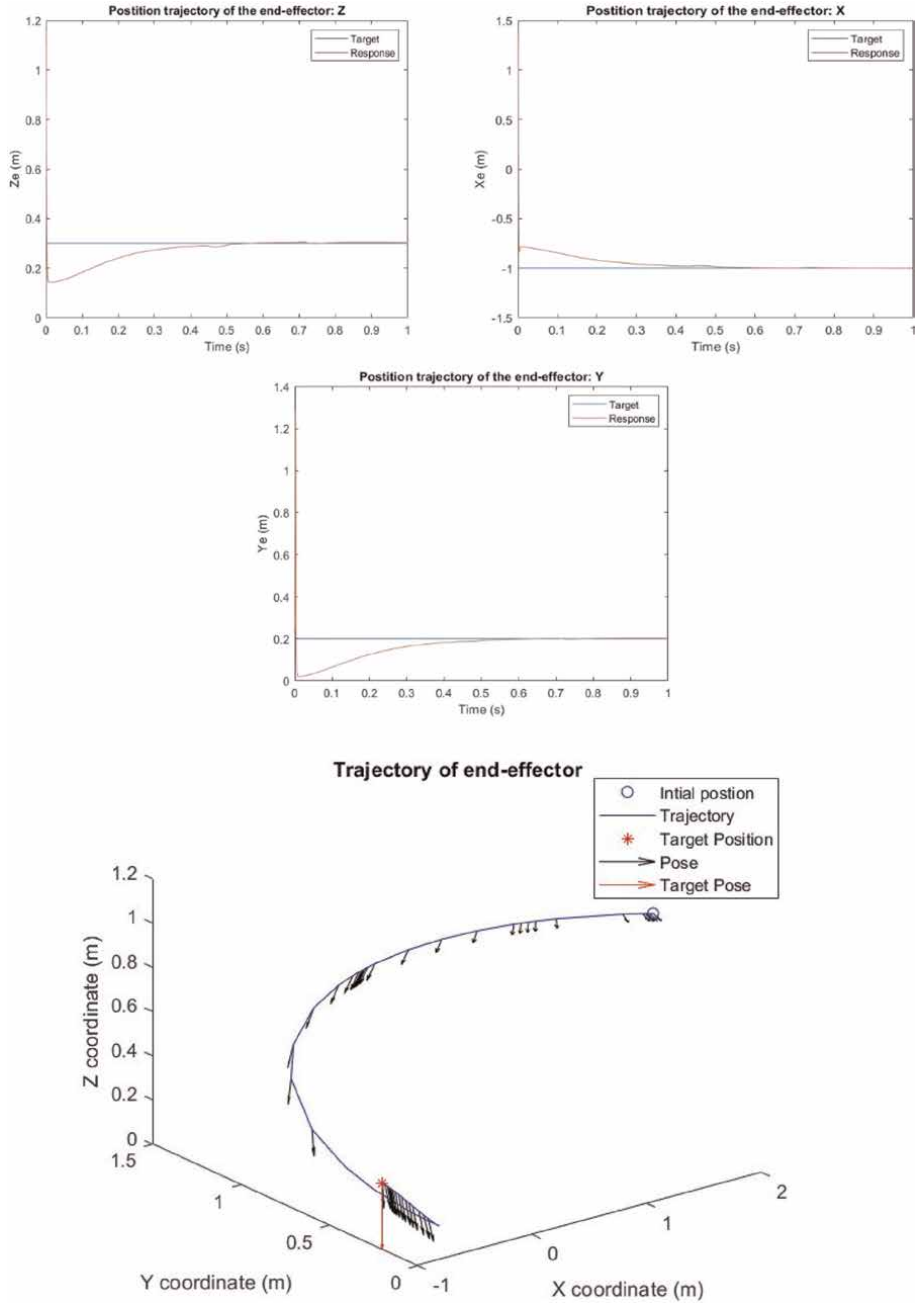 Postition trajectory of the end-effector: Z
Target
Response
1.2
1
0.8
0.6
0.4
0.2
0
Ze (m)
0 0.1 0.2 0.3 0.4 0.5 0.6 0.7 0.8 0.9 1
Time (s)
Postition trajectory of the end-effector: X
Target
Response
1.5
1
0.5
0
-0.5
-1
-1.5
Xe (m)
0 0.1 0.2 0.3 0.4 0.5 0.6 0.7 0.8 0.9 1
Time (s)
Postition trajectory of the end-effector: Y
Target
Response
1.4
1.2
1
0.8
0.6
0.4
0.2
0
Ye (m)
0 0.1 0.2 0.3 0.4 0.5 0.6 0.7 0.8 0.9 1
Time (s)
Trajectory of end-effector
Intial postion
Trajectory
Target Position
Pose
Target Pose
1.2
1
0.8
0.6
0.4
0.2
0
Z coordinate (m)
1.5
1
0.5
0
Y coordinate (m)
-1
0
1
2
X coordinate (m)